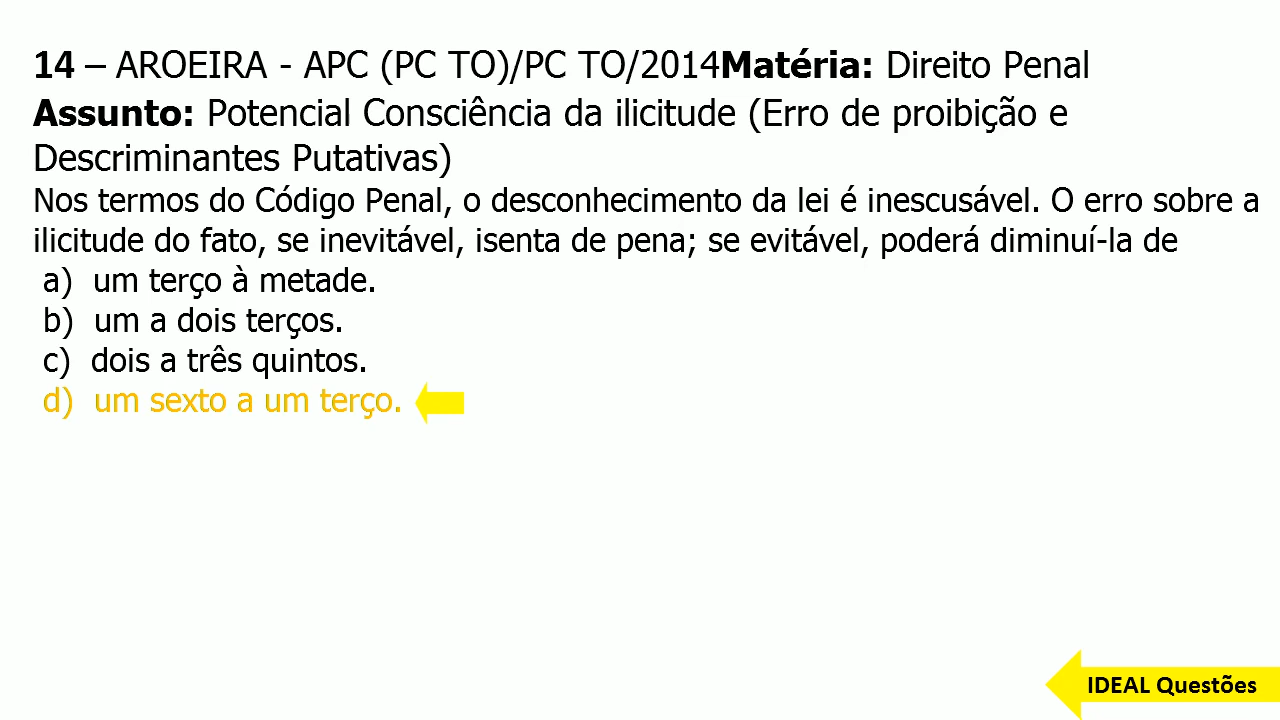 14 – AROEIRA - APC (PC TO)/PC TO/2014Matéria: Direito Penal
Assunto: Potencial Consciência da ilicitude (Erro de proibição e
Descriminantes Putativas)
Nos termos do Código Penal, o desconhecimento da lei é inescusável. O erro sobre a
ilicitude do fato, se inevitável, isenta de pena; se evitável, poderá diminuí-la de
a) um terço à metade.
b) um a dois terços.
c) dois a três quintos.
d) um sexto a um terço.
IDEAL Questões